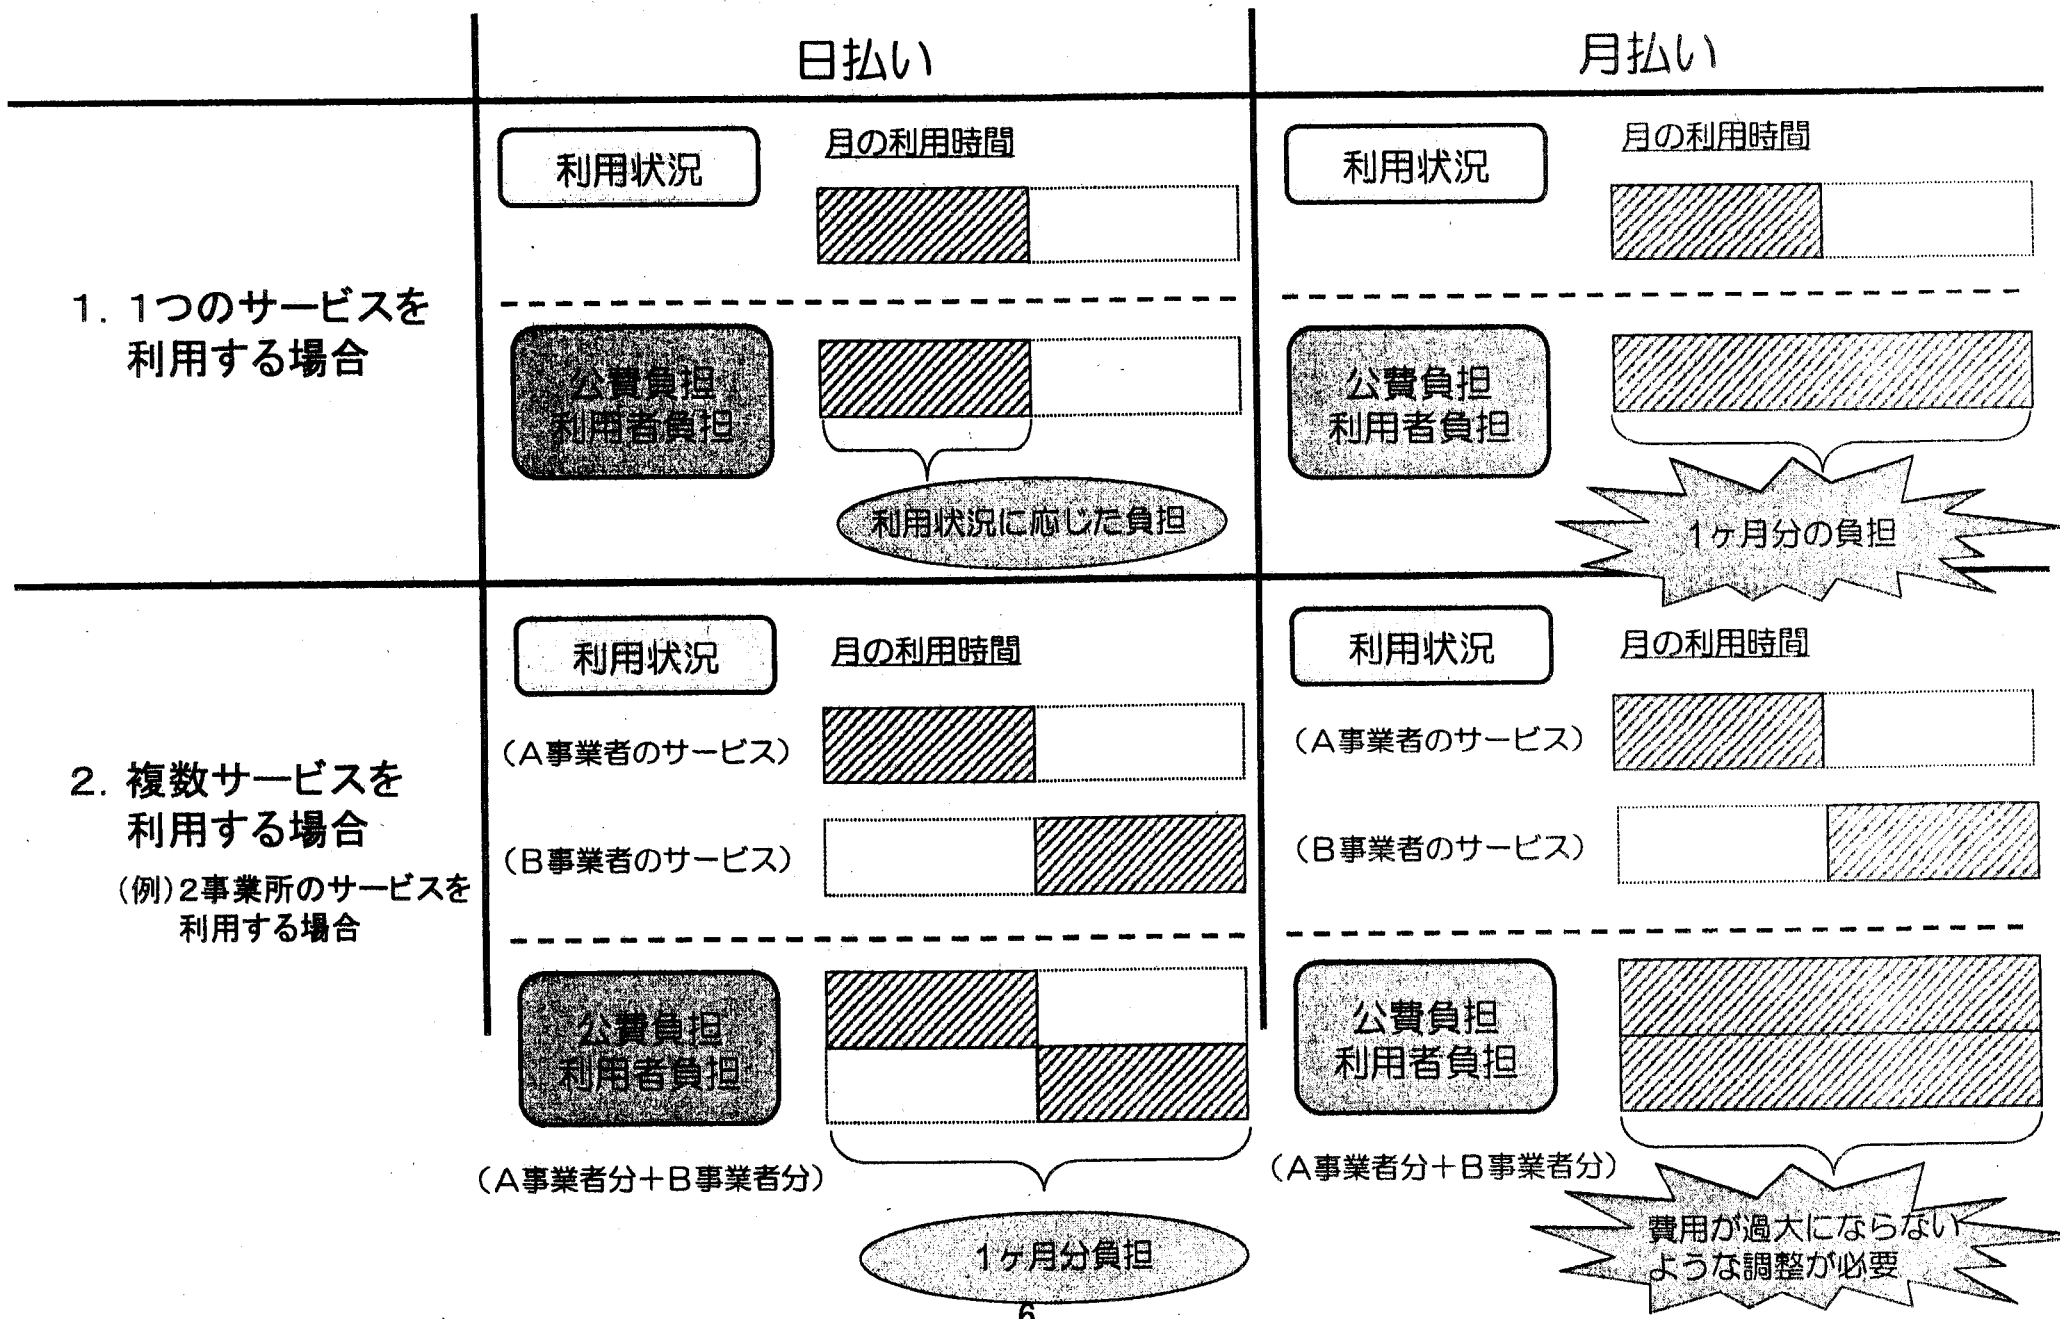 日払い
月払い
1. 1つのサービスを
利用する場合
利用状況
月の利用時間
公費負担
利用者負担
利用状況に応じた負担
利用状況
月の利用時間
公費負担
利用者負担
1ヶ月分の負担
2. 複数サービスを
利用する場合
(例)2事業所のサービスを
利用する場合
利用状況
月の利用時間
(A事業者のサービス)
(B事業者のサービス)
公費負担
利用者負担
(A事業者分+B事業者分)
1ヶ月分負担
利用状況
月の利用時間
(A事業者のサービス)
(B事業者のサービス)
公費負担
利用者負担
(A事業者分+B事業者分)
費用が過大にならない
ような調整が必要
6